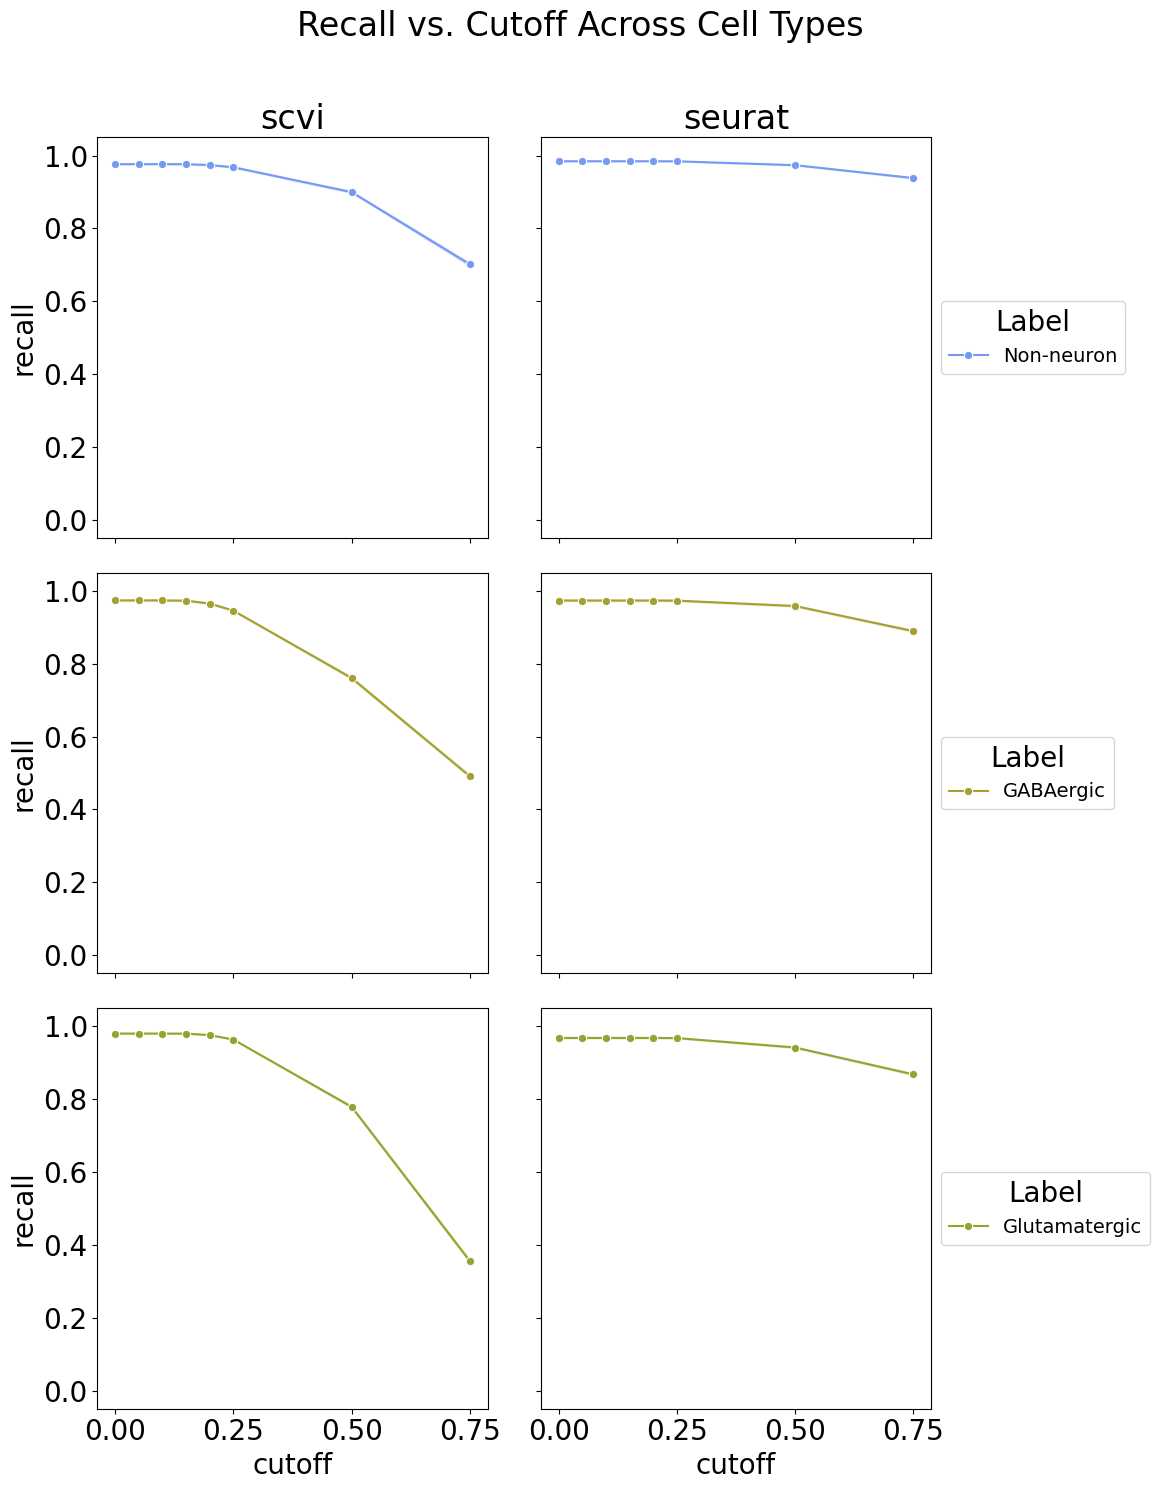 Recall vs. Cutoff Across Cell Types
scvi
seurat
1.0
0.8
0.6
0.4
0.2
0.0
recall
Label
Non-neuron
1.0
0.8
0.6
0.4
0.2
0.0
recall
Label
GABAergic
1.0
0.8
0.6
0.4
0.2
0.0
recall
Label
Glutamatergic
0.00 0.25 0.50 0.75
0.00 0.25 0.50 0.75
cutoff
cutoff